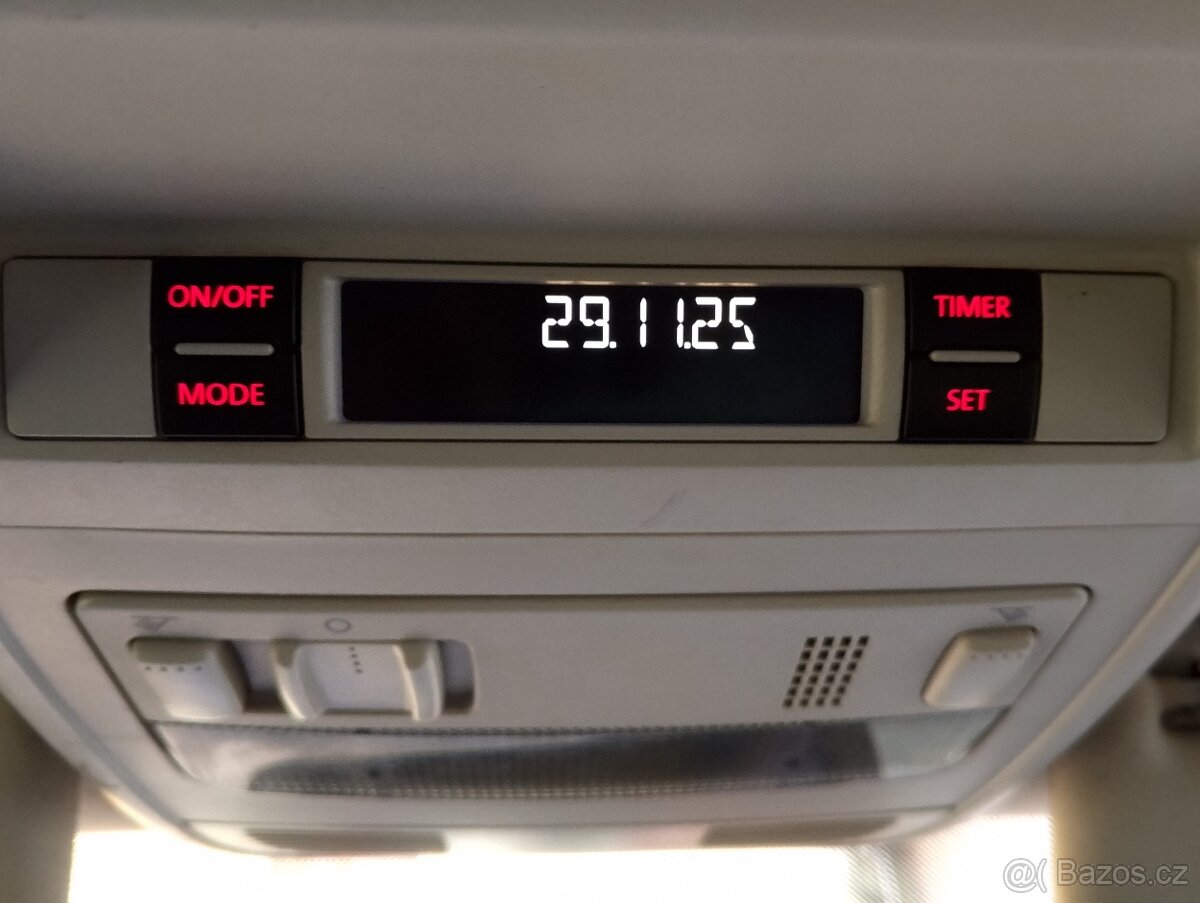 ON/OFF
MODE
29.11.25
TIMER
SET
@( Bazos.cz